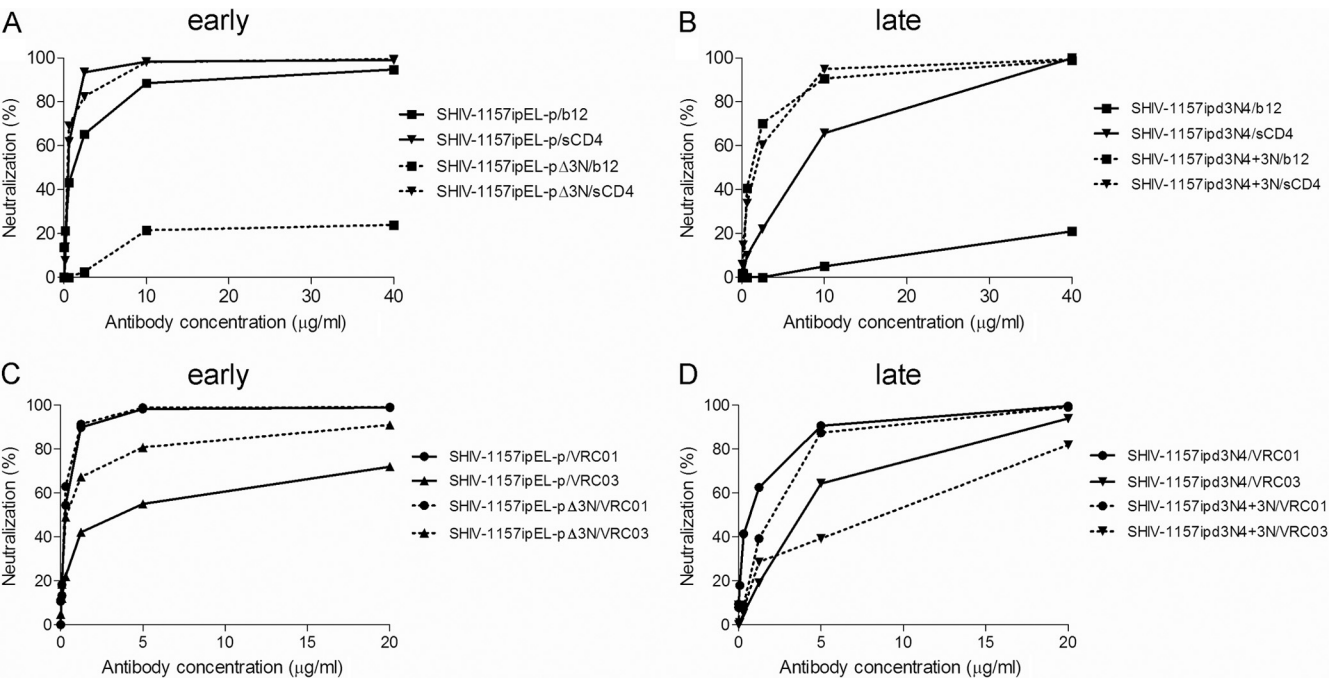 A
early
Neutralization (%)
100
80
60
40
20
0
0 10 20 30 40
Antibody concentration (μg/ml)
SHIV-1157ipEL-p/b12
SHIV-1157ipEL-p/sCD4
SHIV-1157ipEL-pΔ3N/b12
SHIV-1157ipEL-pΔ3N/sCD4
B
late
Neutralization (%)
100
80
60
40
20
0
0 10 20 30 40
Antibody concentration (μg/ml)
SHIV-1157ipd3N4/b12
SHIV-1157ipd3N4/sCD4
SHIV-1157ipd3N4+3N/b12
SHIV-1157ipd3N4+3N/sCD4
C
early
Neutralization (%)
100
80
60
40
20
0
0 5 10 15 20
Antibody concentration (μg/ml)
SHIV-1157ipEL-p/VRC01
SHIV-1157ipEL-p/VRC03
SHIV-1157ipEL-pΔ3N/VRC01
SHIV-1157ipEL-pΔ3N/VRC03
D
late
Neutralization (%)
100
80
60
40
20
0
0 5 10 15 20
Antibody concentration (μg/ml)
SHIV-1157ipd3N4/VRC01
SHIV-1157ipd3N4/VRC03
SHIV-1157ipd3N4+3N/VRC01
SHIV-1157ipd3N4+3N/VRC03